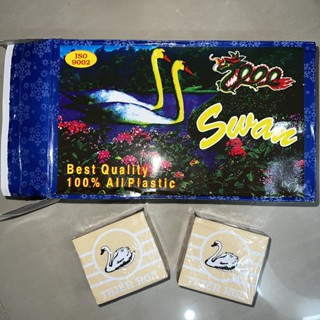 ISO
9002
Swan
Best Quality
100% All Plastic